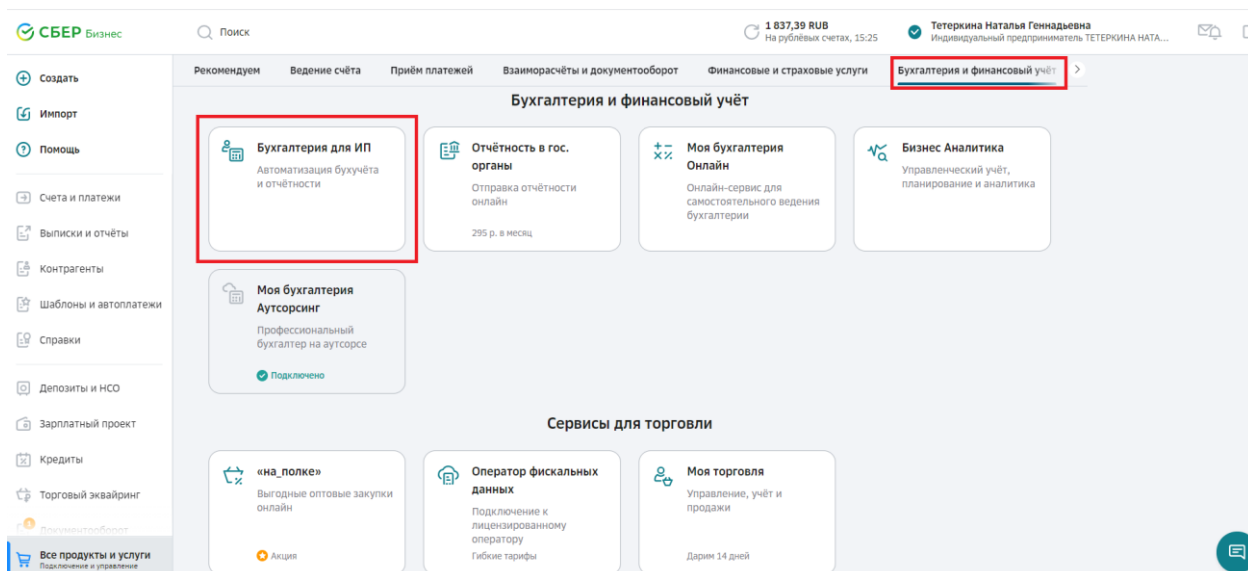 СБЕР Бизнес
Поиск
1 837,39 RUB
На рублёвых счетах, 15:25
Тетеркина Наталья Геннадьевна
Индивидуальный предприниматель ТЕТЕРКИНА НАТА...
Создать
Импорт
Помощь
Счета и платежи
Выписки и отчёты
Контрагенты
Шаблоны и автоплатежи
Справки
Депозиты и НСО
Зарплатный проект
Кредиты
Торговый эквайринг
Документооборот
Все продукты и услуги
Подключение и управление
Рекомендуем
Ведение счёта
Приём платежей
Взаиморасчёты и документооборот
Финансовые и страховые услуги
Бухгалтерия и финансовый учёт
Бухгалтерия и финансовый учёт
Бухгалтерия для ИП
Автоматизация бухучёта
и отчётности
Отчётность в гос.
органы
Отправка отчётности
онлайн
295 р. в месяц
Моя бухгалтерия
Онлайн
Онлайн-сервис для
самостоятельного ведения
бухгалтерии
Бизнес Аналитика
Управленческий учёт,
планирование и аналитика
Моя бухгалтерия
Аутсорсинг
Профессиональный
бухгалтер на аутсорсе
Подключено
Сервисы для торговли
«на_полке»
Выгодные оптовые закупки
онлайн
Акция
Оператор фискальных
данных
Подключение к
лицензированному
оператору
Гибкие тарифы
Моя торговля
Управление, учёт и
продажи
Дарим 14 дней